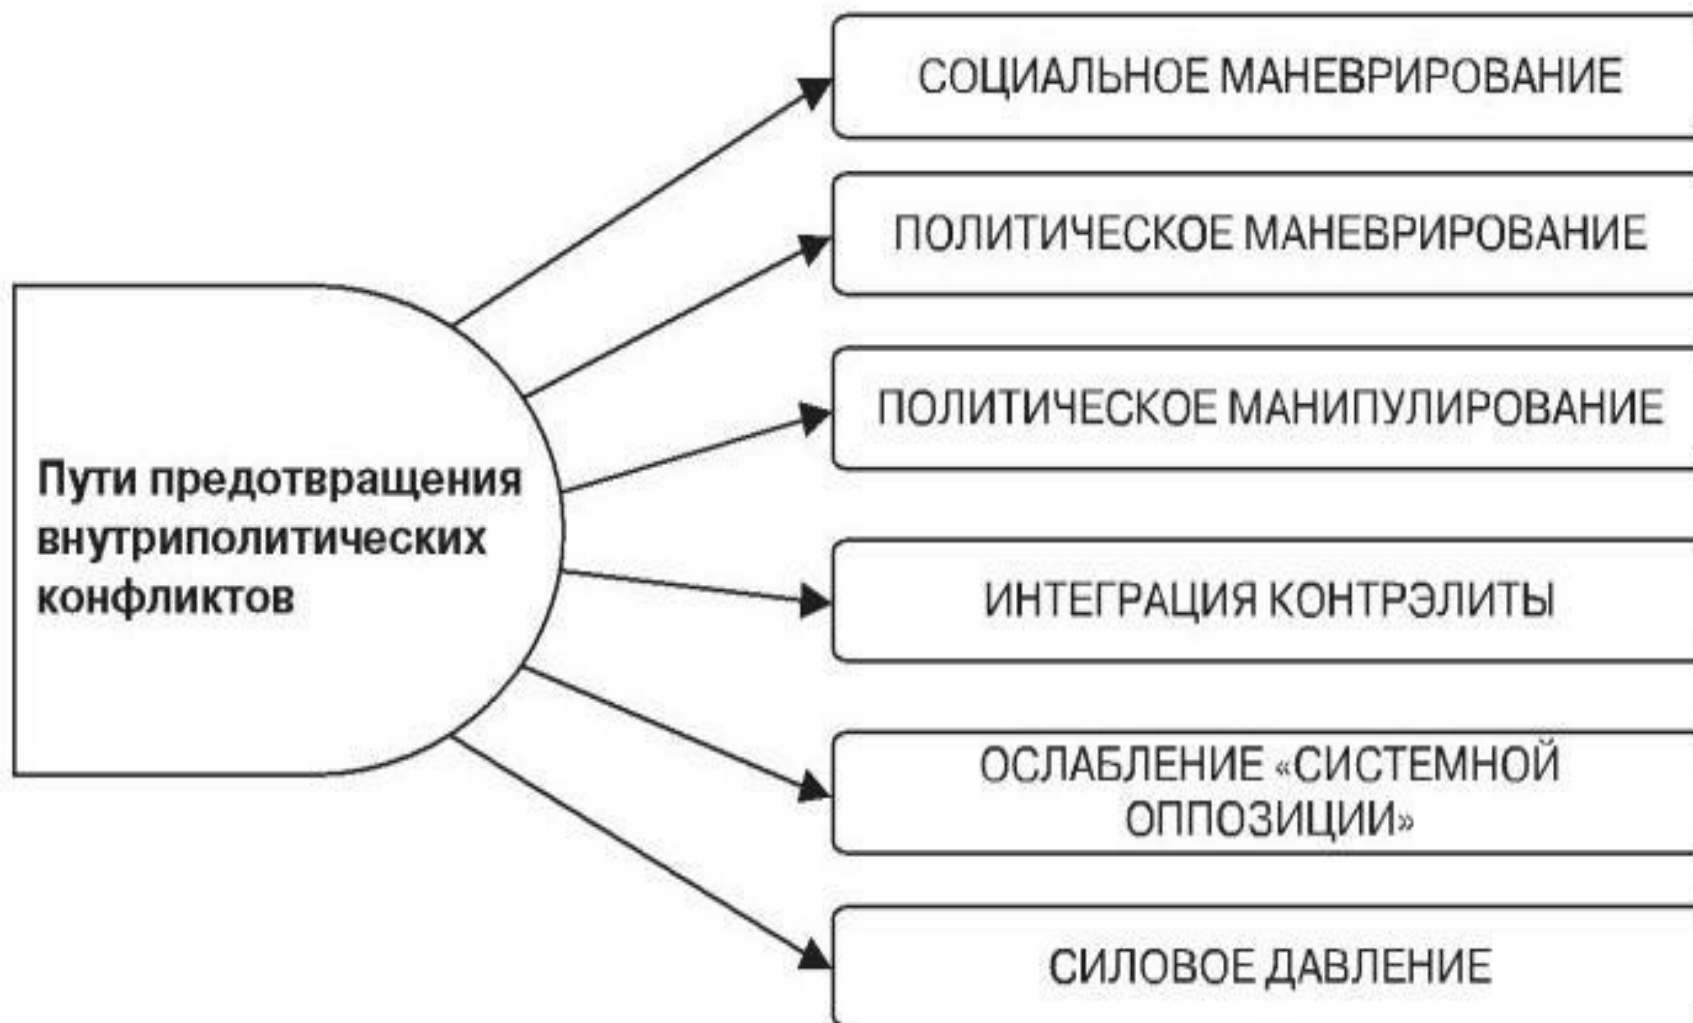 СОЦИАЛЬНОЕ МАНЕВРИРОВАНИЕ
ПОЛИТИЧЕСКОЕ МАНЕВРИРОВАНИЕ
ПОЛИТИЧЕСКОЕ МАНИПУЛИРОВАНИЕ
Пути предотвращения
внутриполитических
конфликтов
ИНТЕГРАЦИЯ КОНТРЭЛИТЫ
ОСЛАБЛЕНИЕ «СИСТЕМНОЙ
ОППОЗИЦИИ»
СИЛОВОЕ ДАВЛЕНИЕ